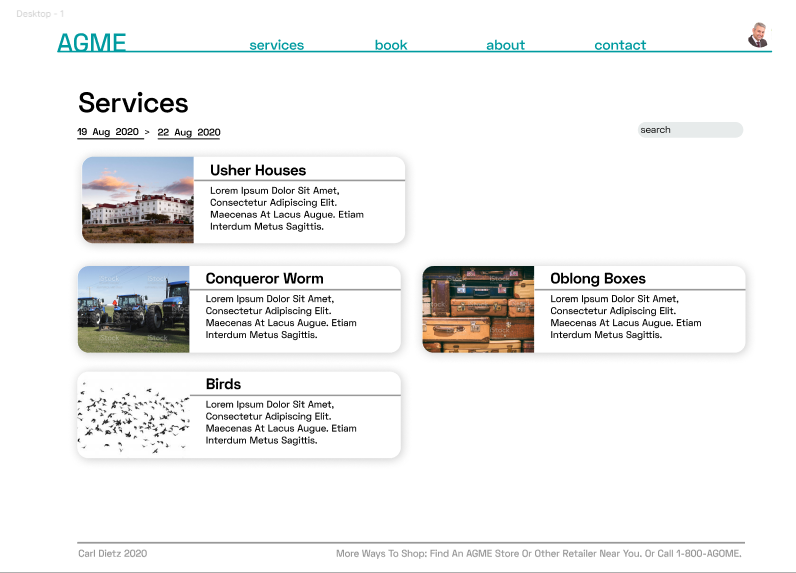 Desktop - 1
AGME
services book about contact
Services
19 Aug 2020 > 22 Aug 2020
search
Usher Houses
Lorem Ipsum Dolor Sit Amet,
Consectetur Adipiscing Elit.
Maecenas At Lacus Augue. Etiam
Interdum Metus Sagittis.
Conqueror Worm
Lorem Ipsum Dolor Sit Amet,
Consectetur Adipiscing Elit.
Maecenas At Lacus Augue. Etiam
Interdum Metus Sagittis.
Oblong Boxes
Lorem Ipsum Dolor Sit Amet,
Consectetur Adipiscing Elit.
Maecenas At Lacus Augue. Etiam
Interdum Metus Sagittis.
Birds
Lorem Ipsum Dolor Sit Amet,
Consectetur Adipiscing Elit.
Maecenas At Lacus Augue. Etiam
Interdum Metus Sagittis.
Carl Dietz 2020
More Ways To Shop: Find An AGME Store Or Other Retailer Near You. Or Call 1-800-AGOME.